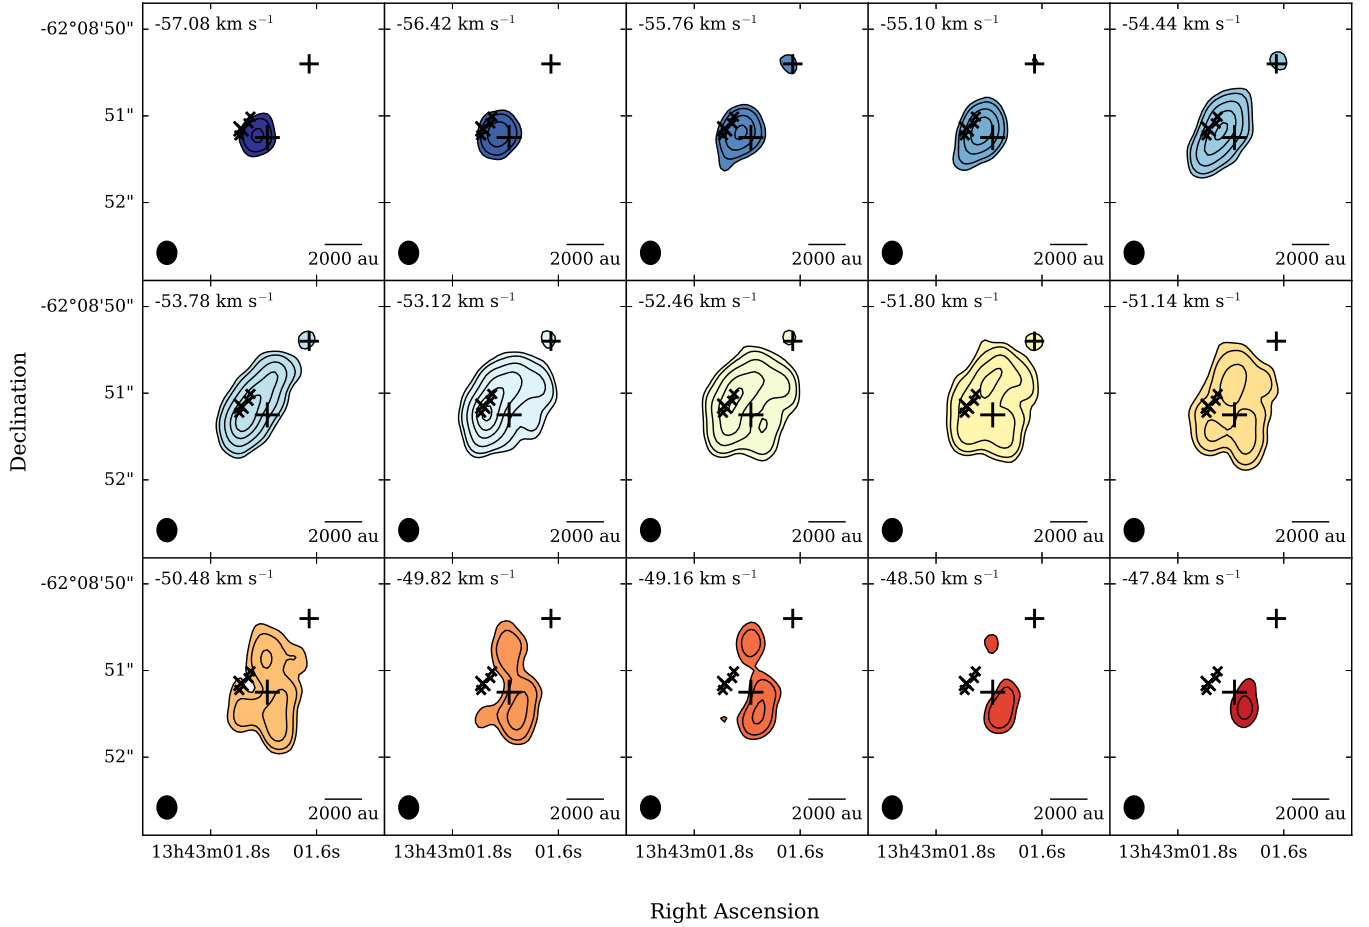 -62°08'50" -57.08 km s⁻¹ -56.42 km s⁻¹ -55.76 km s⁻¹ -55.10 km s⁻¹ -54.44 km s⁻¹
51"
52"
2000 au 2000 au 2000 au 2000 au 2000 au
-62°08'50" -53.78 km s⁻¹ -53.12 km s⁻¹ -52.46 km s⁻¹ -51.80 km s⁻¹ -51.14 km s⁻¹
51"
Declination
52"
2000 au 2000 au 2000 au 2000 au 2000 au
-62°08'50" -50.48 km s⁻¹ -49.82 km s⁻¹ -49.16 km s⁻¹ -48.50 km s⁻¹ -47.84 km s⁻¹
51"
52"
2000 au 2000 au 2000 au 2000 au 2000 au
13h43m01.8s 01.6s 13h43m01.8s 01.6s 13h43m01.8s 01.6s 13h43m01.8s 01.6s 13h43m01.8s 01.6s
Right Ascension